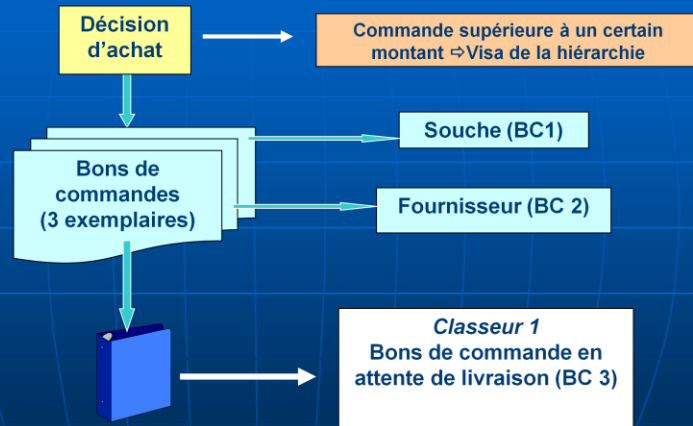 Décision
d'achat
Commande supérieure à un certain
montant ⇨Visa de la hiérarchie
Souche (BC1)
Bons de
commandes
(3 exemplaires)
Fournisseur (BC 2)
Classeur 1
Bons de commande en
attente de livraison (BC 3)